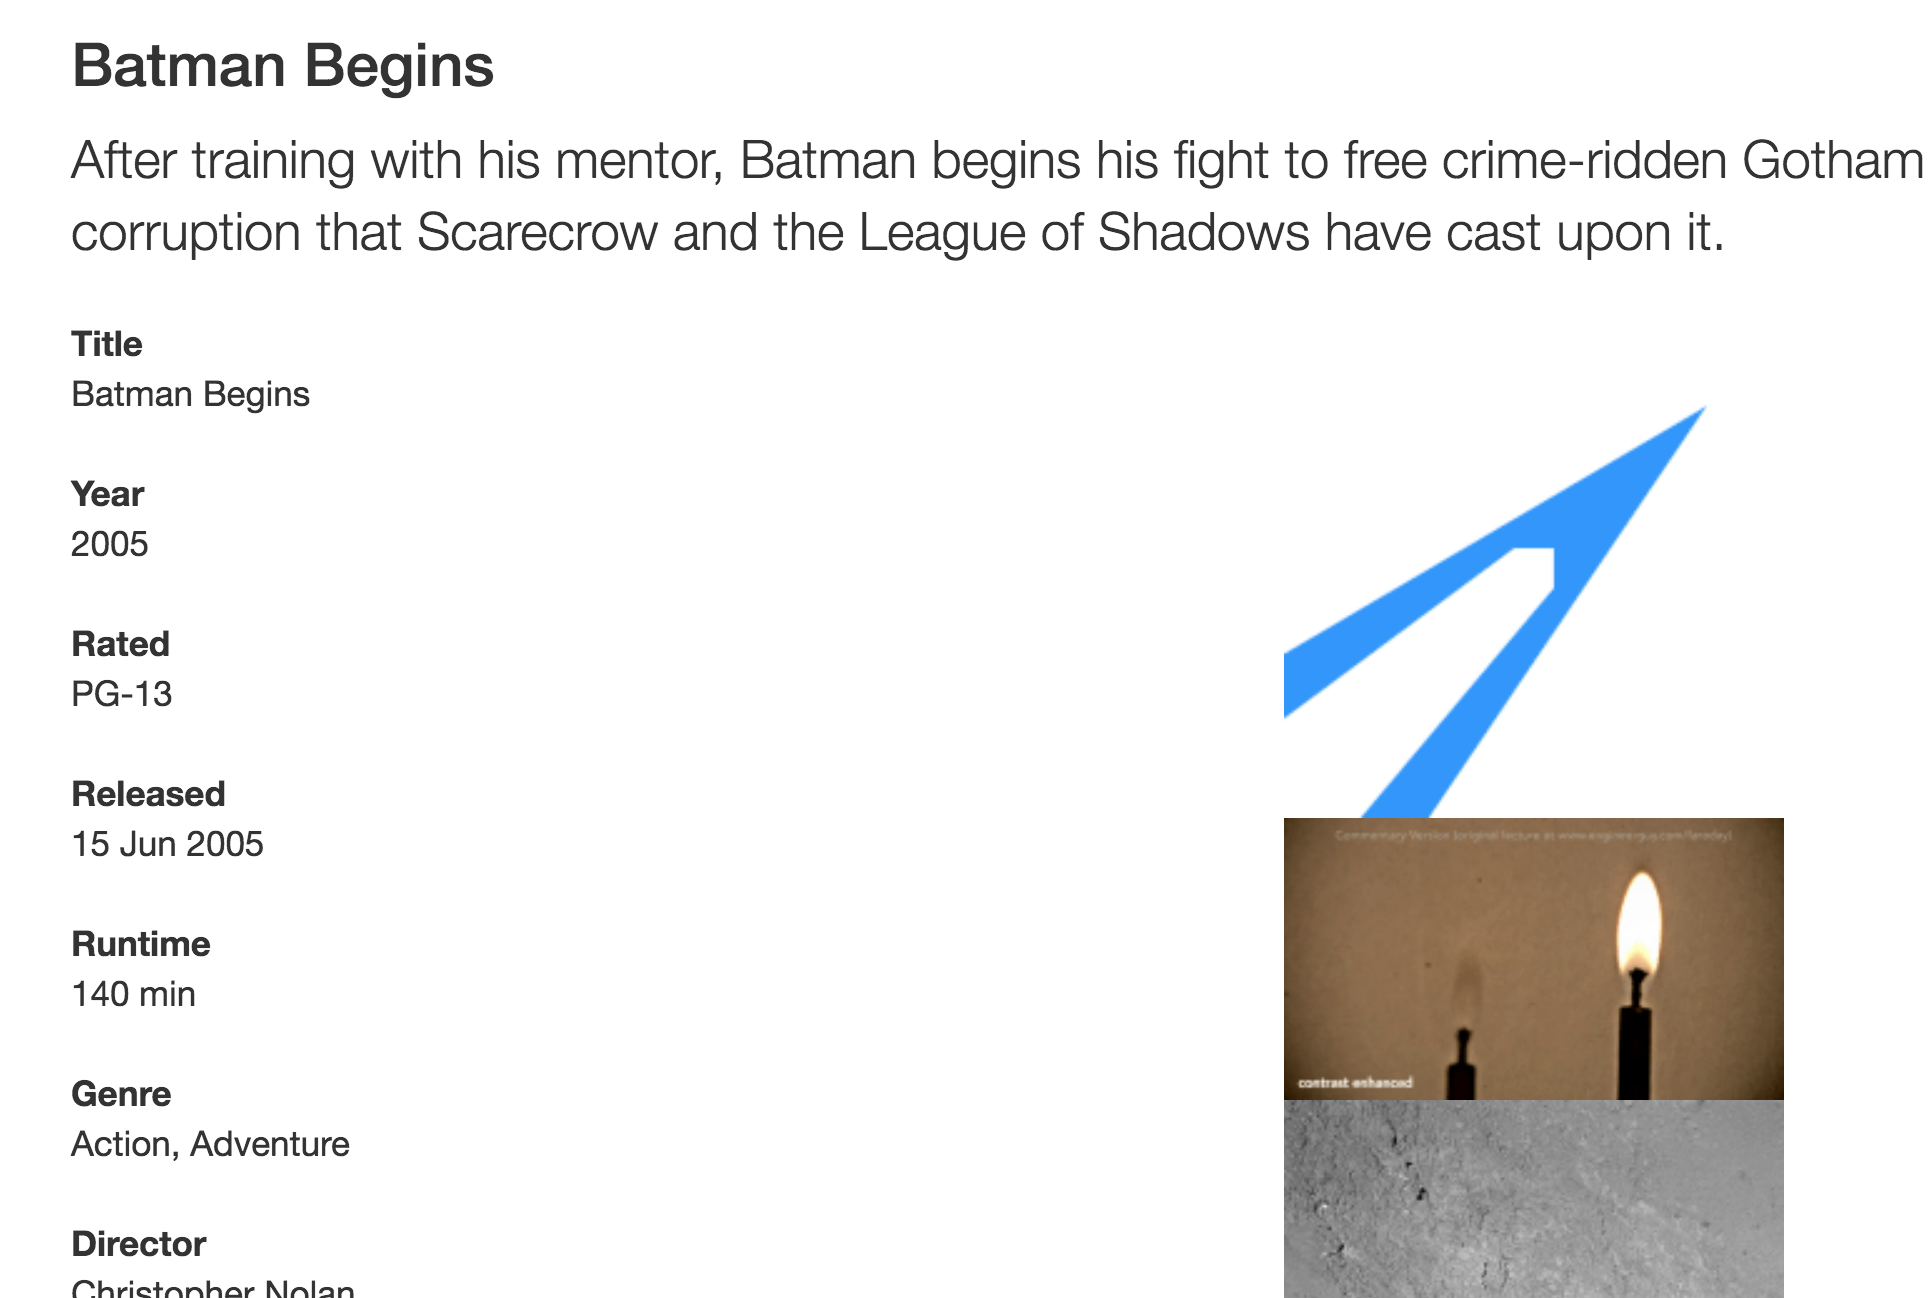 Batman Begins
After training with his mentor, Batman begins his fight to free crime-ridden Gotham
corruption that Scarecrow and the League of Shadows have cast upon it.
Title
Batman Begins
Year
2005
Rated
PG-13
Released
15 Jun 2005
Runtime
140 min
Genre
Action, Adventure
Director
Christopher Nolan
Commentary Version (original lecture at www.engineerguy.com/faraday)
contrast enhanced